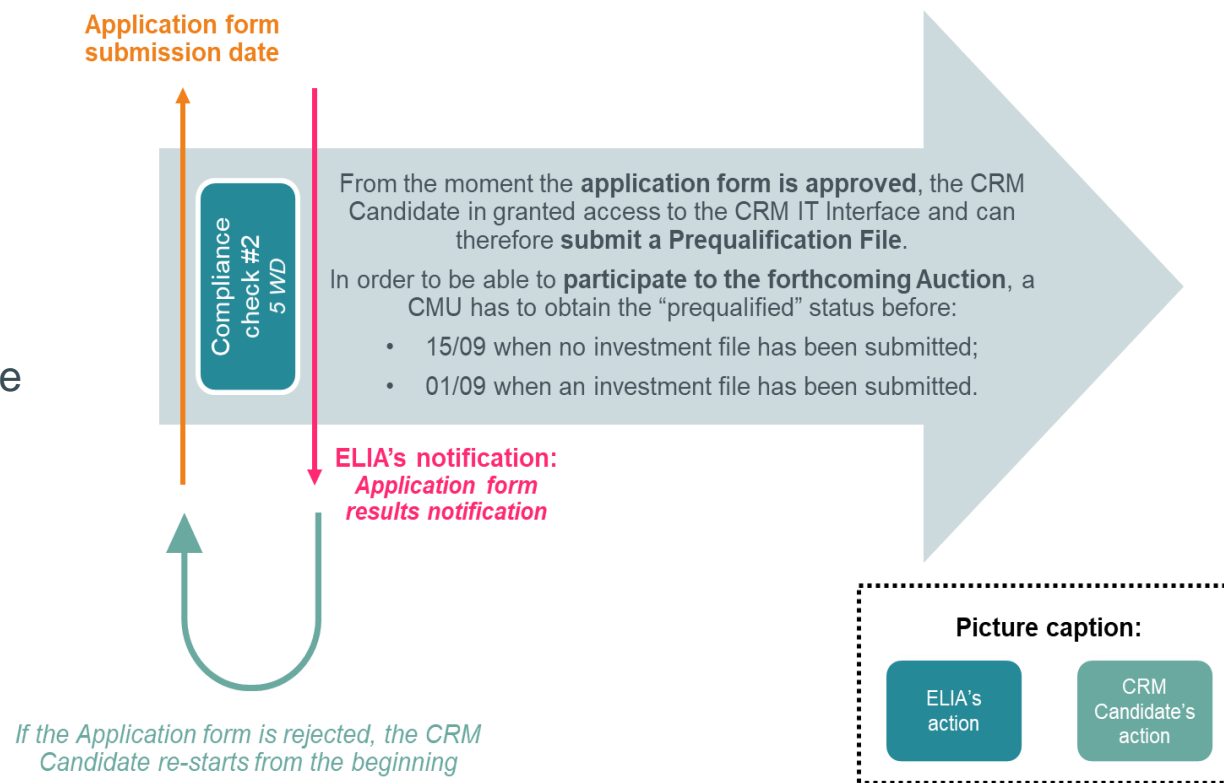 Application form
submission date
Compliance
check #2
5 WD
From the moment the application form is approved, the CRM
Candidate in granted access to the CRM IT Interface and can
therefore submit a Prequalification File.
In order to be able to participate to the forthcoming Auction, a
CMU has to obtain the “prequalified” status before:
• 15/09 when no investment file has been submitted;
• 01/09 when an investment file has been submitted.
e
ELIA’s notification:
Application form
results notification
If the Application form is rejected, the CRM
Candidate re-starts from the beginning
Picture caption:
ELIA’s
action
CRM
Candidate’s
action